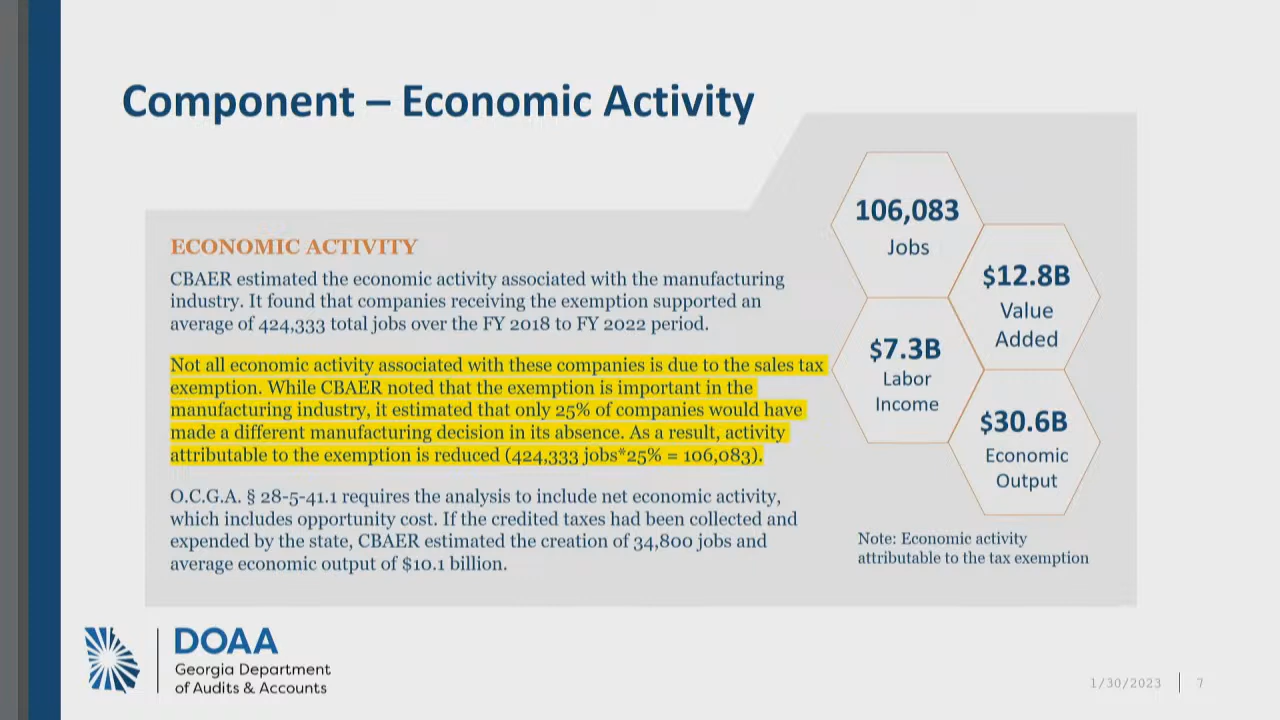 Component – Economic Activity
ECONOMIC ACTIVITY
CBAER estimated the economic activity associated with the manufacturing
industry. It found that companies receiving the exemption supported an
average of 424,333 total jobs over the FY 2018 to FY 2022 period.
Not all economic activity associated with these companies is due to the sales tax
exemption. While CBAER noted that the exemption is important in the
manufacturing industry, it estimated that only 25% of companies would have
made a different manufacturing decision in its absence. As a result, activity
attributable to the exemption is reduced (424,333 jobs*25% = 106,083).
O.C.G.A. § 28-5-41.1 requires the analysis to include net economic activity,
which includes opportunity cost. If the credited taxes had been collected and
expended by the state, CBAER estimated the creation of 34,800 jobs and
average economic output of $10.1 billion.
106,083
Jobs
$12.8B
Value
Added
$7.3B
Labor
Income
$30.6B
Economic
Output
Note: Economic activity
attributable to the tax exemption
DOAA
Georgia Department
of Audits & Accounts
1/30/2023
7